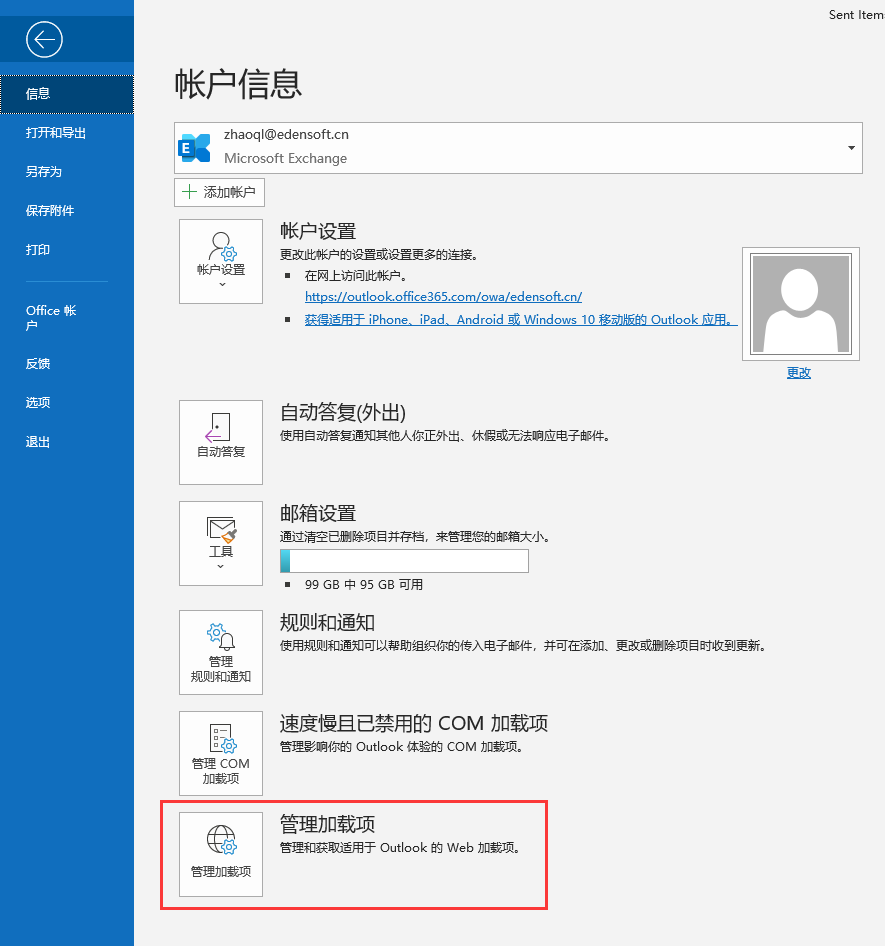 Sent Item
信息
打开和导出
另存为
保存附件
打印
Office 帐
户
反馈
选项
退出
帐户信息
E
zhaoql@edensoft.cn
Microsoft Exchange
添加帐户
帐户设置
帐户设置
更改此帐户的设置或设置更多的连接。
在网上访问此帐户。
https://outlook.office365.com/owa/edensoft.cn/
获得适用于 iPhone、iPad、Android 或 Windows 10 移动版的 Outlook 应用。
更改
自动答复
自动答复(外出)
使用自动答复通知其他人你正外出、休假或无法响应电子邮件。
工具
邮箱设置
通过清空已删除项目并存档，来管理您的邮箱大小。
99 GB 中 95 GB 可用
管理
规则和通知
规则和通知
使用规则和通知可以帮助组织你的传入电子邮件，并可在添加、更改或删除项目时收到更新。
管理 COM
加载项
速度慢且已禁用的 COM 加载项
管理影响你的 Outlook 体验的 COM 加载项。
管理加载项
管理加载项
管理和获取适用于 Outlook 的 Web 加载项。